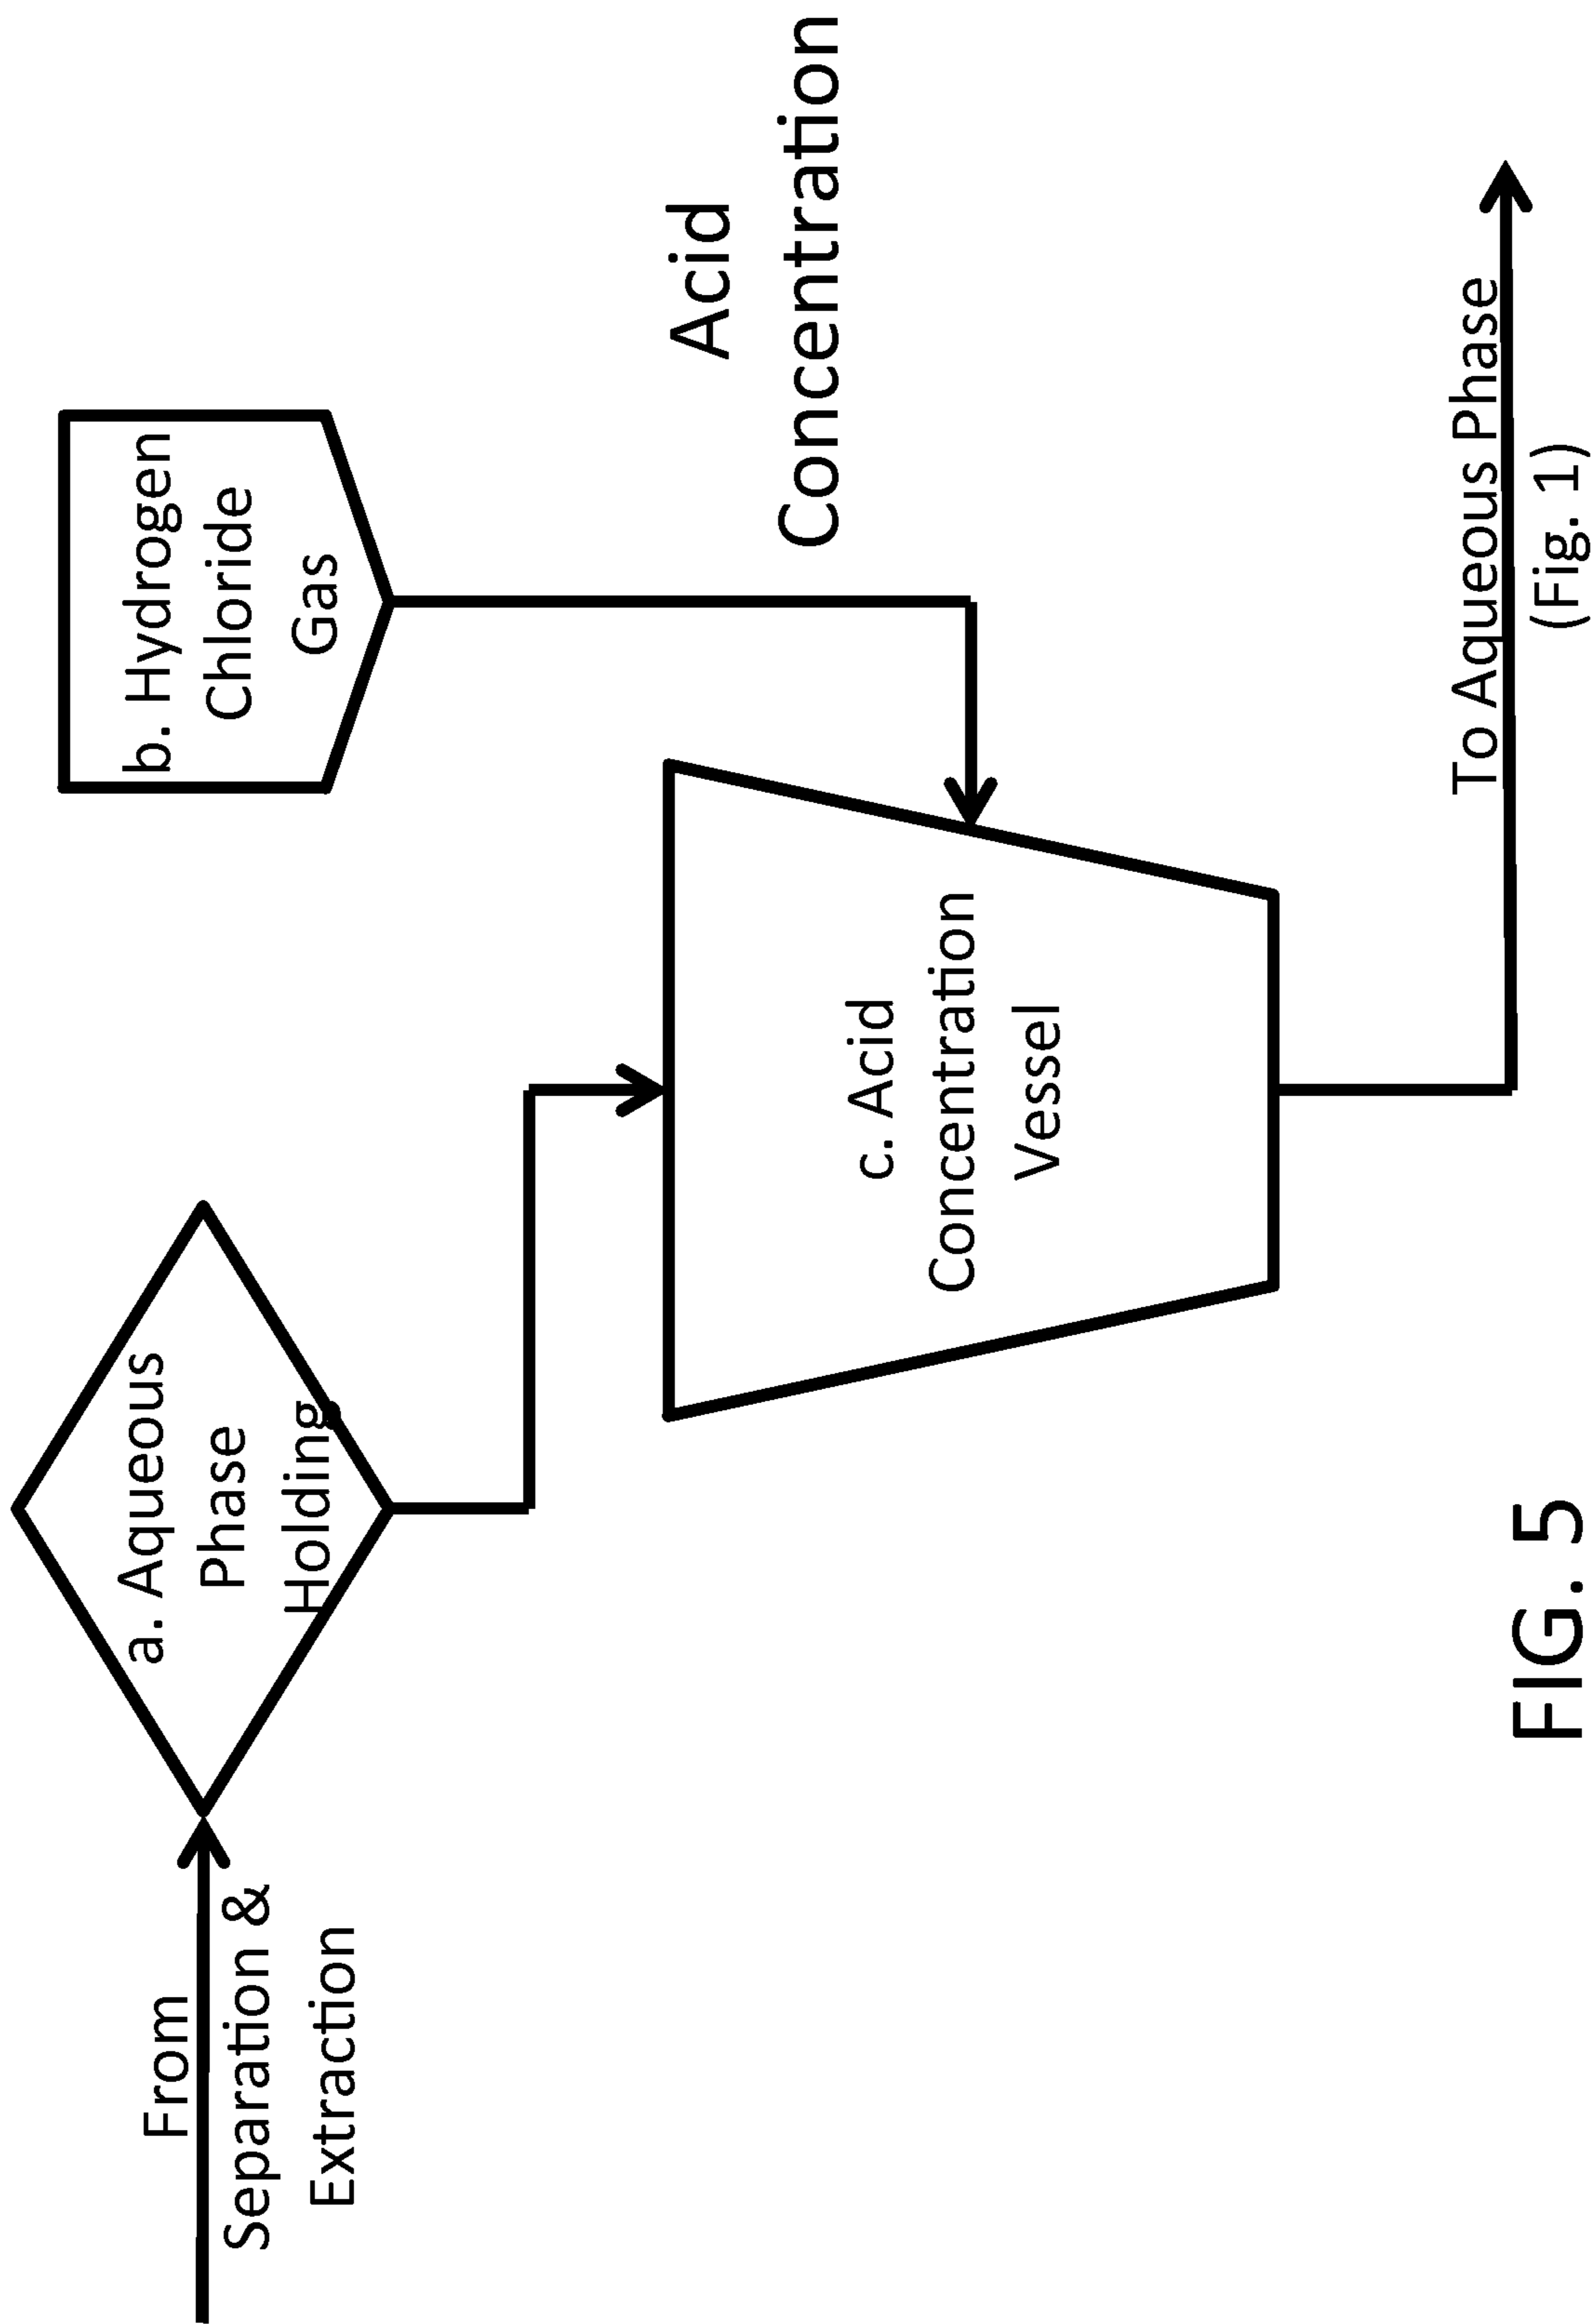 From
Separation &
Extraction
a. Aqueous
Phase
Holding
b. Hydrogen
Chloride
Gas
c. Acid
Concentration
Vessel
Acid
Concentration
To Aqueous Phase
(Fig. 1)
FIG. 5